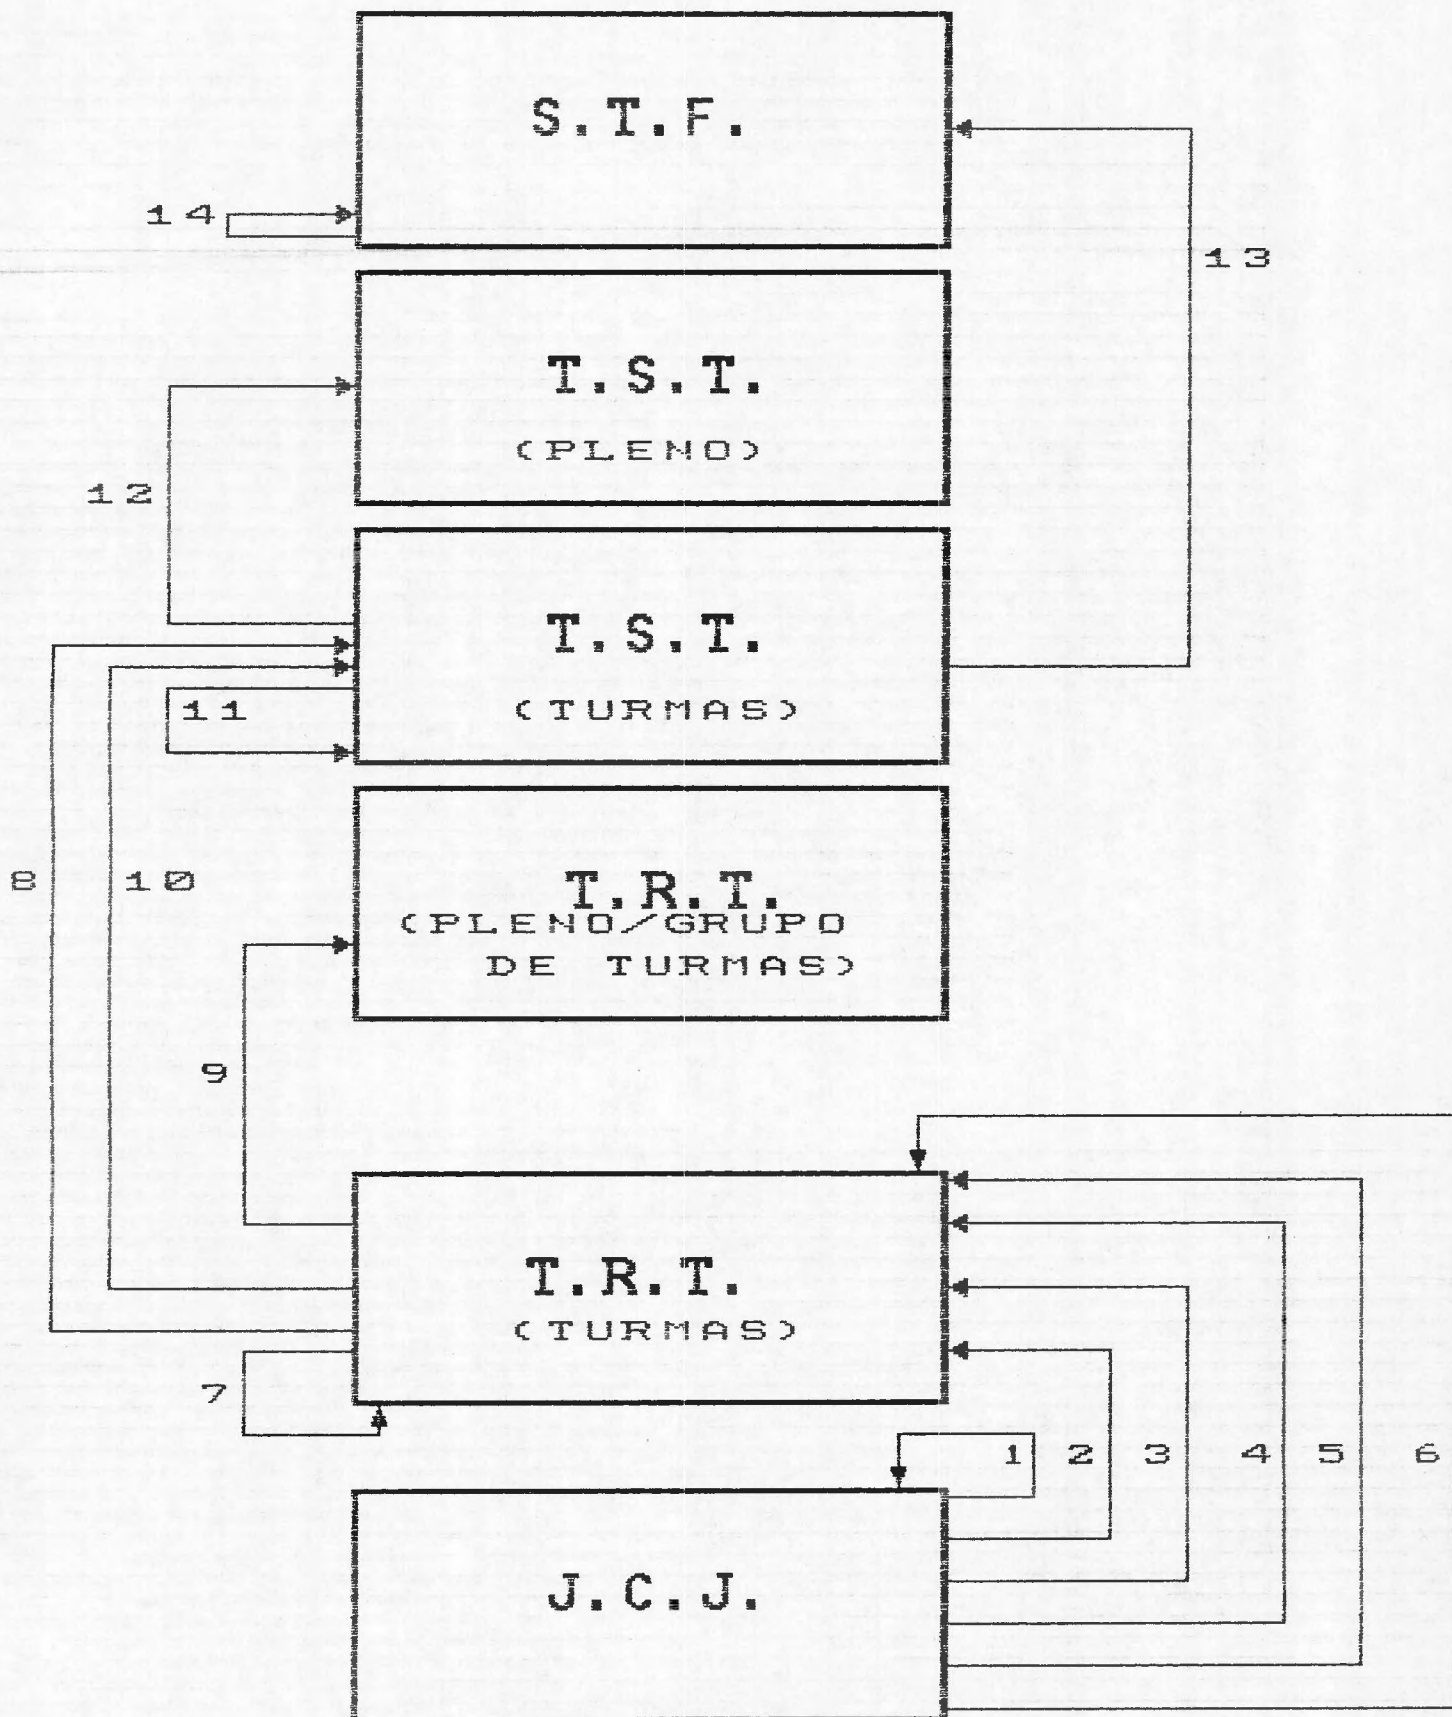 S.T.F.
14
13
T.S.T.
(PLENO)
12
T.S.T.
(TURMAS)
11
8
10
T.R.T.
(PLENO/GRUPO
DE TURMAS)
9
T.R.T.
(TURMAS)
7
1 2 3 4 5 6
J.C.J.